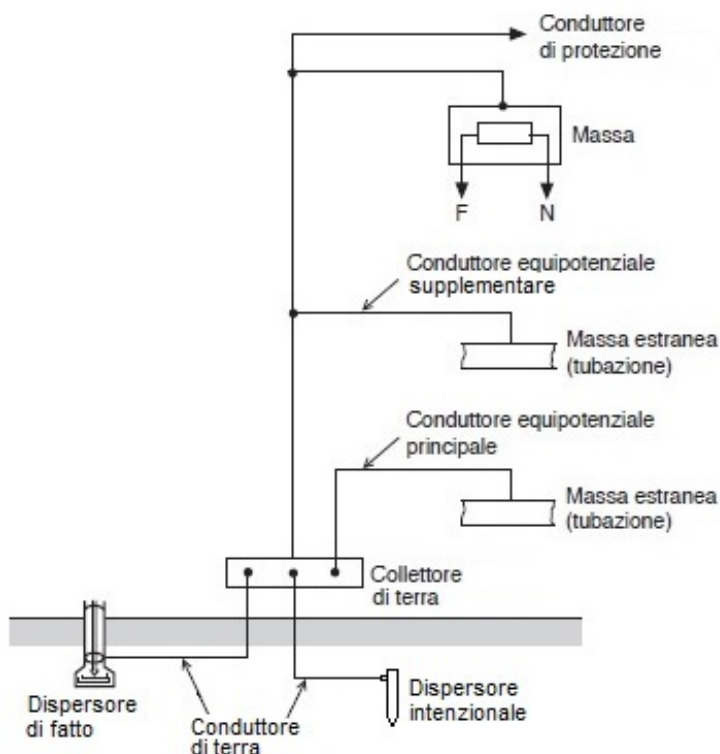 Conduttore
di protezione
Massa
F
N
Conduttore equipotenziale
supplementare
Massa estranea
(tubazione)
Conduttore equipotenziale
principale
Massa estranea
(tubazione)
Collettore
di terra
Dispersore
di fatto
Conduttore
di terra
Dispersore
intenzionale